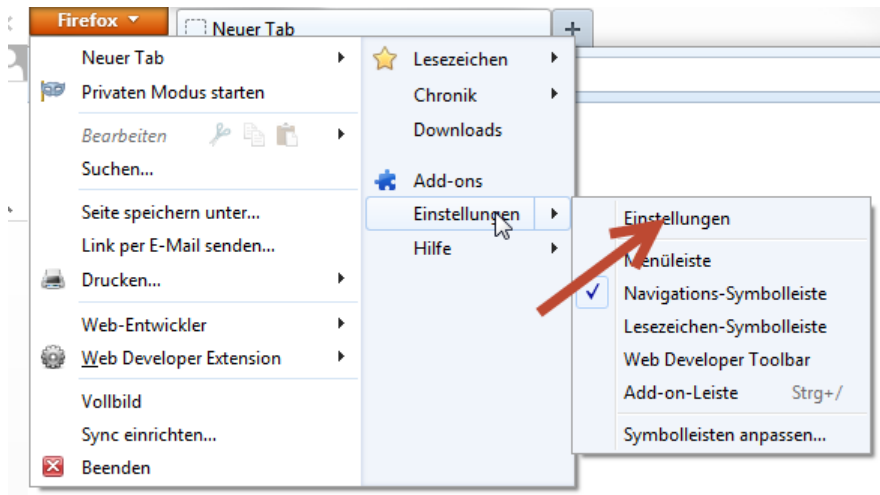 Firefox
Neuer Tab
Neuer Tab
Privaten Modus starten
Bearbeiten
Suchen...
Seite speichern unter...
Link per E-Mail senden...
Drucken...
Web-Entwickler
Web Developer Extension
Vollbild
Sync einrichten...
Beenden
Lesezeichen
Chronik
Downloads
Add-ons
Einstellungen
Hilfe
Einstellungen
Menüleiste
Navigations-Symbolleiste
Lesezeichen-Symbolleiste
Web Developer Toolbar
Add-on-Leiste Strg+/
Symbolleisten anpassen...